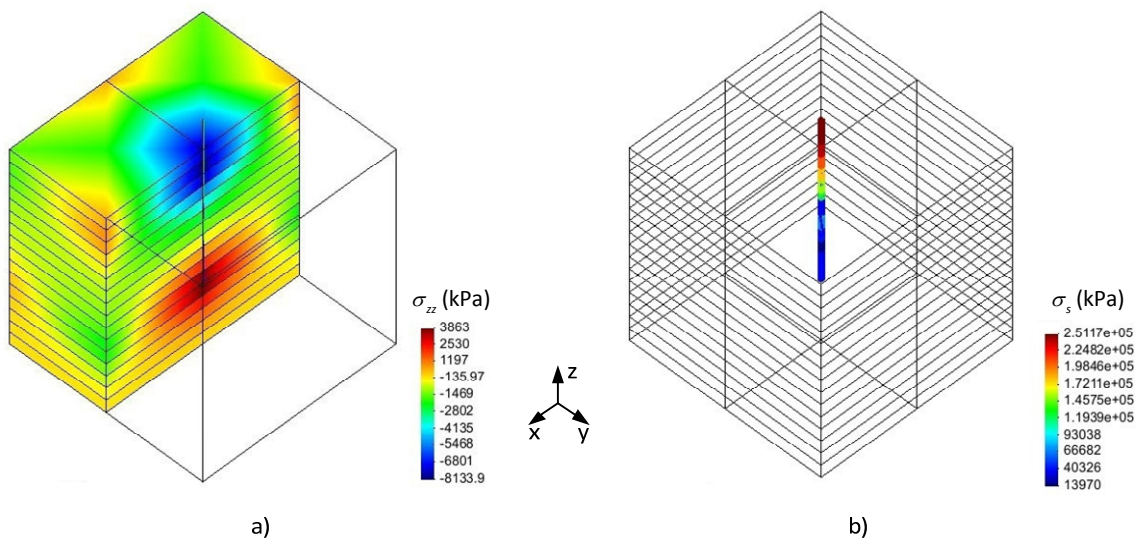 σzz (kPa)
3863
2530
1197
-135.97
-1469
-2802
-4135
-5468
-6801
-8133.9
z
x
y
σs (kPa)
2.5117e+05
2.2482e+05
1.9846e+05
1.7211e+05
1.4575e+05
1.1939e+05
93038
66682
40326
13970
a)
b)